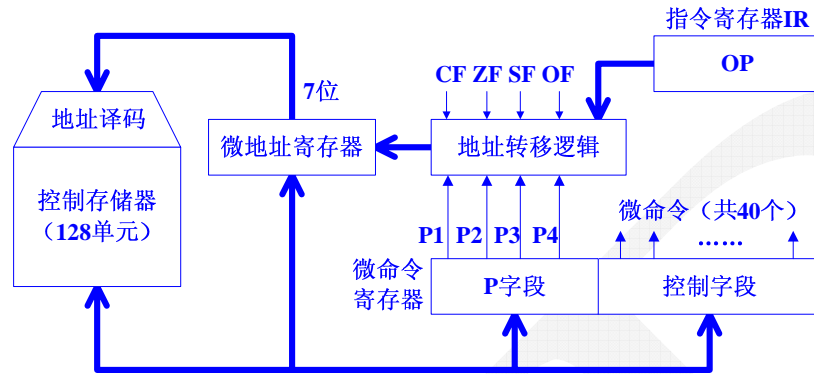 指令寄存器IR
OP
CF ZF SF OF
7位
地址译码
微地址寄存器
地址转移逻辑
控制存储器
（128单元）
微命令（共40个）
P1 P2 P3 P4
……
微命令
寄存器
P字段
控制字段